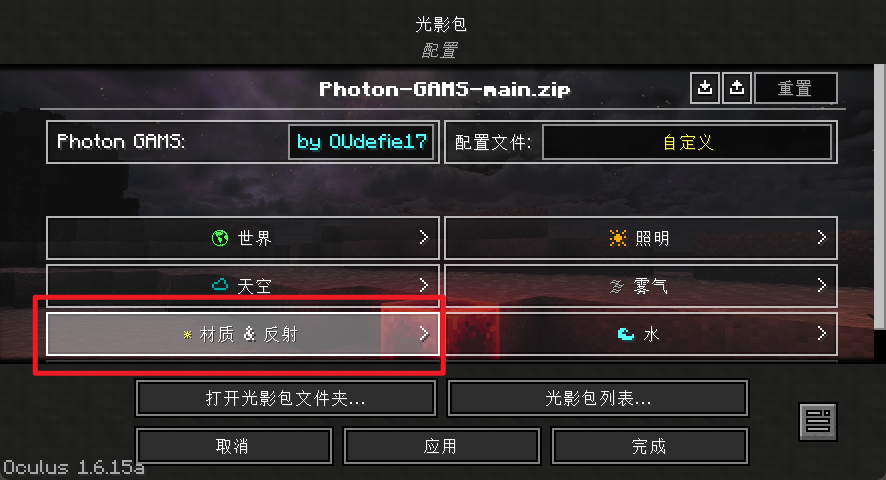 光影包
配置
Photon-GAMS-main.zip
重置
Photon GAMS:
by OUdefie17
配置文件:
自定义
世界
照明
天空
雾气
材质 & 反射
水
打开光影包文件夹...
光影包列表...
取消
应用
完成
Oculus 1.6.15a